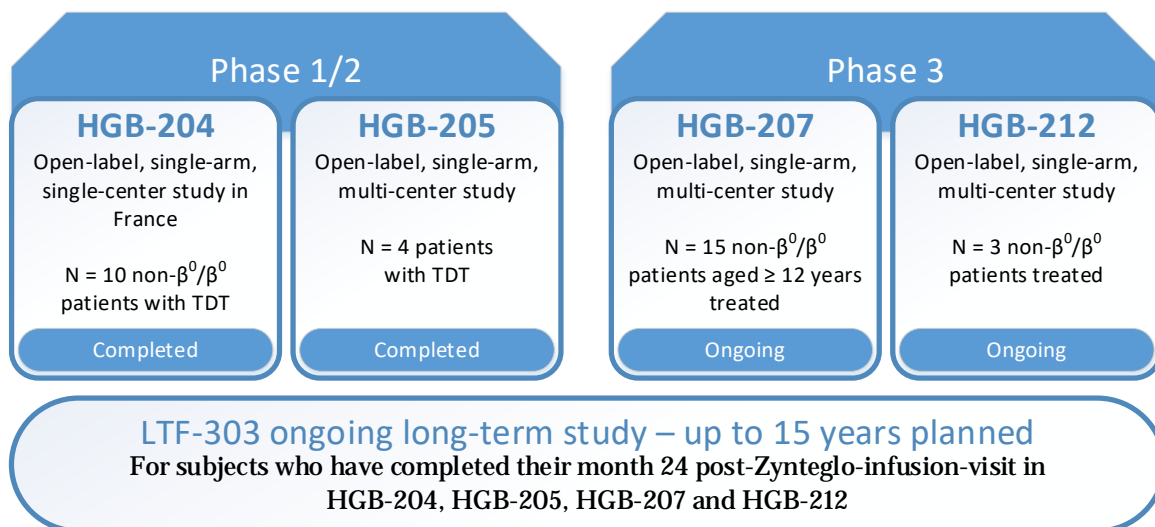 Phase 1/2
HGB-204
Open-label, single-arm,
single-center study in
France
N = 10 non-β⁰/β⁰
patients with TDT
Completed
HGB-205
Open-label, single-arm,
multi-center study
N = 4 patients
with TDT
Completed
Phase 3
HGB-207
Open-label, single-arm,
multi-center study
N = 15 non-β⁰/β⁰
patients aged ≥ 12 years
treated
Ongoing
HGB-212
Open-label, single-arm,
multi-center study
N = 3 non-β⁰/β⁰
patients treated
Ongoing
LTF-303 ongoing long-term study – up to 15 years planned
For subjects who have completed their month 24 post-Zynteglo-infusion-visit in
HGB-204, HGB-205, HGB-207 and HGB-212